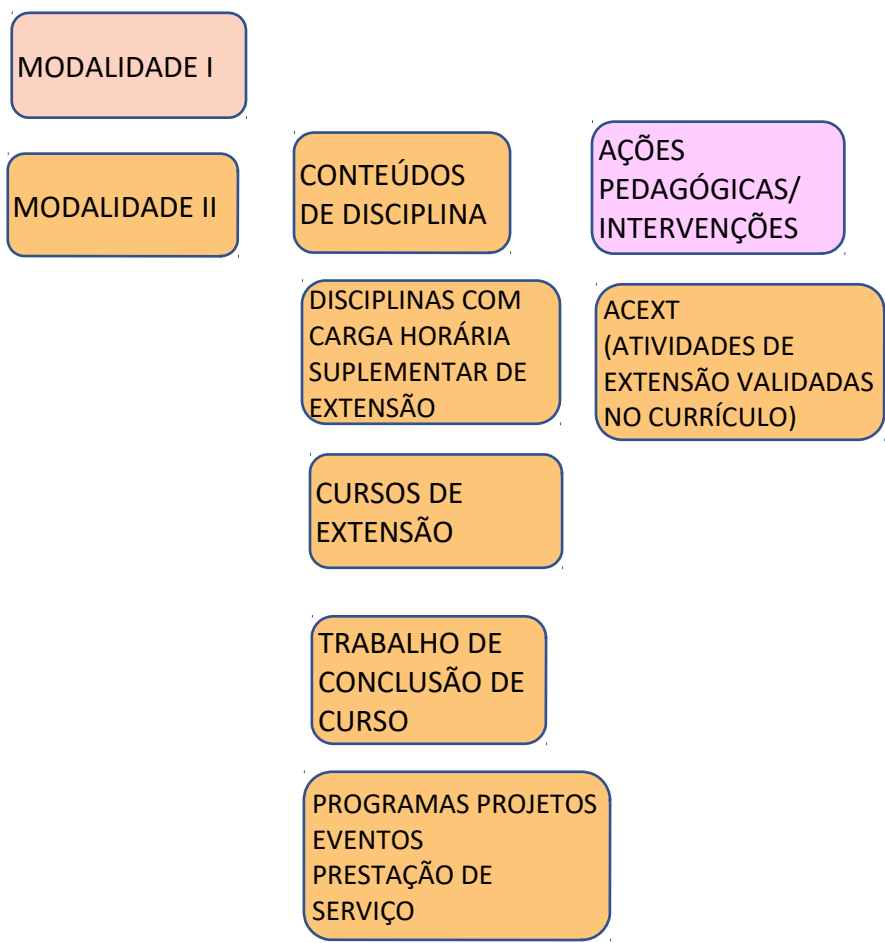 MODALIDADE I
MODALIDADE II
CONTEÚDOS
DE DISCIPLINA
AÇÕES
PEDAGÓGICAS/
INTERVENÇÕES
DISCIPLINAS COM
CARGA HORÁRIA
SUPLEMENTAR DE
EXTENSÃO
ACEXT
(ATIVIDADES DE
EXTENSÃO VALIDADAS
NO CURRÍCULO)
CURSOS DE
EXTENSÃO
TRABALHO DE
CONCLUSÃO DE
CURSO
PROGRAMAS PROJETOS
EVENTOS
PRESTAÇÃO DE
SERVIÇO